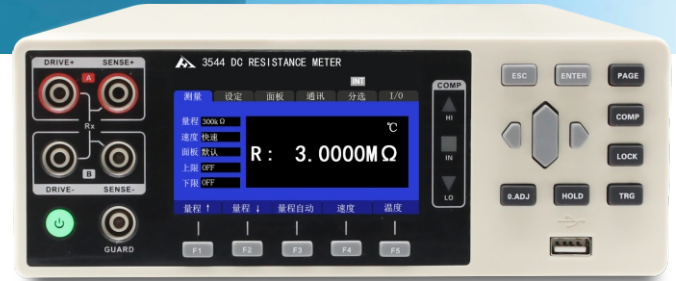 DRIVE+ SENSE+
A
Rx
B
DRIVE- SENSE-
GUARD
3544 DC RESISTANCE METER
INT
测量 设定 面板 通讯 分选 I/O
量程 300kΩ
速度 快速
面板 默认
上限 OFF
下限 OFF
℃
R: 3.0000MΩ
量程↑ 量程↓ 量程自动 速度 温度
F1 F2 F3 F4 F5
COMP
HI
IN
LO
ESC ENTER PAGE
COMP
LOCK
0.ADJ HOLD TRG